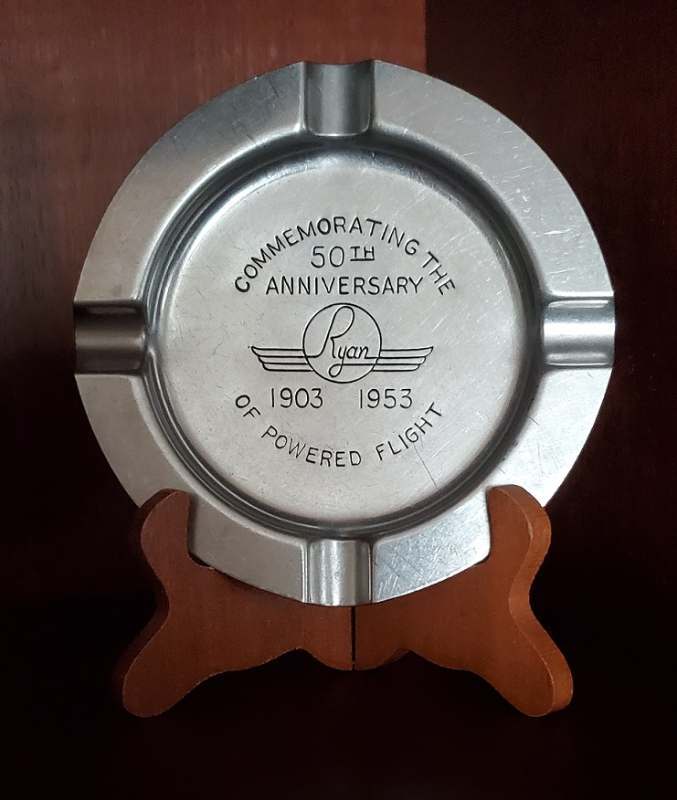 COMMEMORATING THE
50TH
ANNIVERSARY
Ryan
1903 1953
OF POWERED FLIGHT